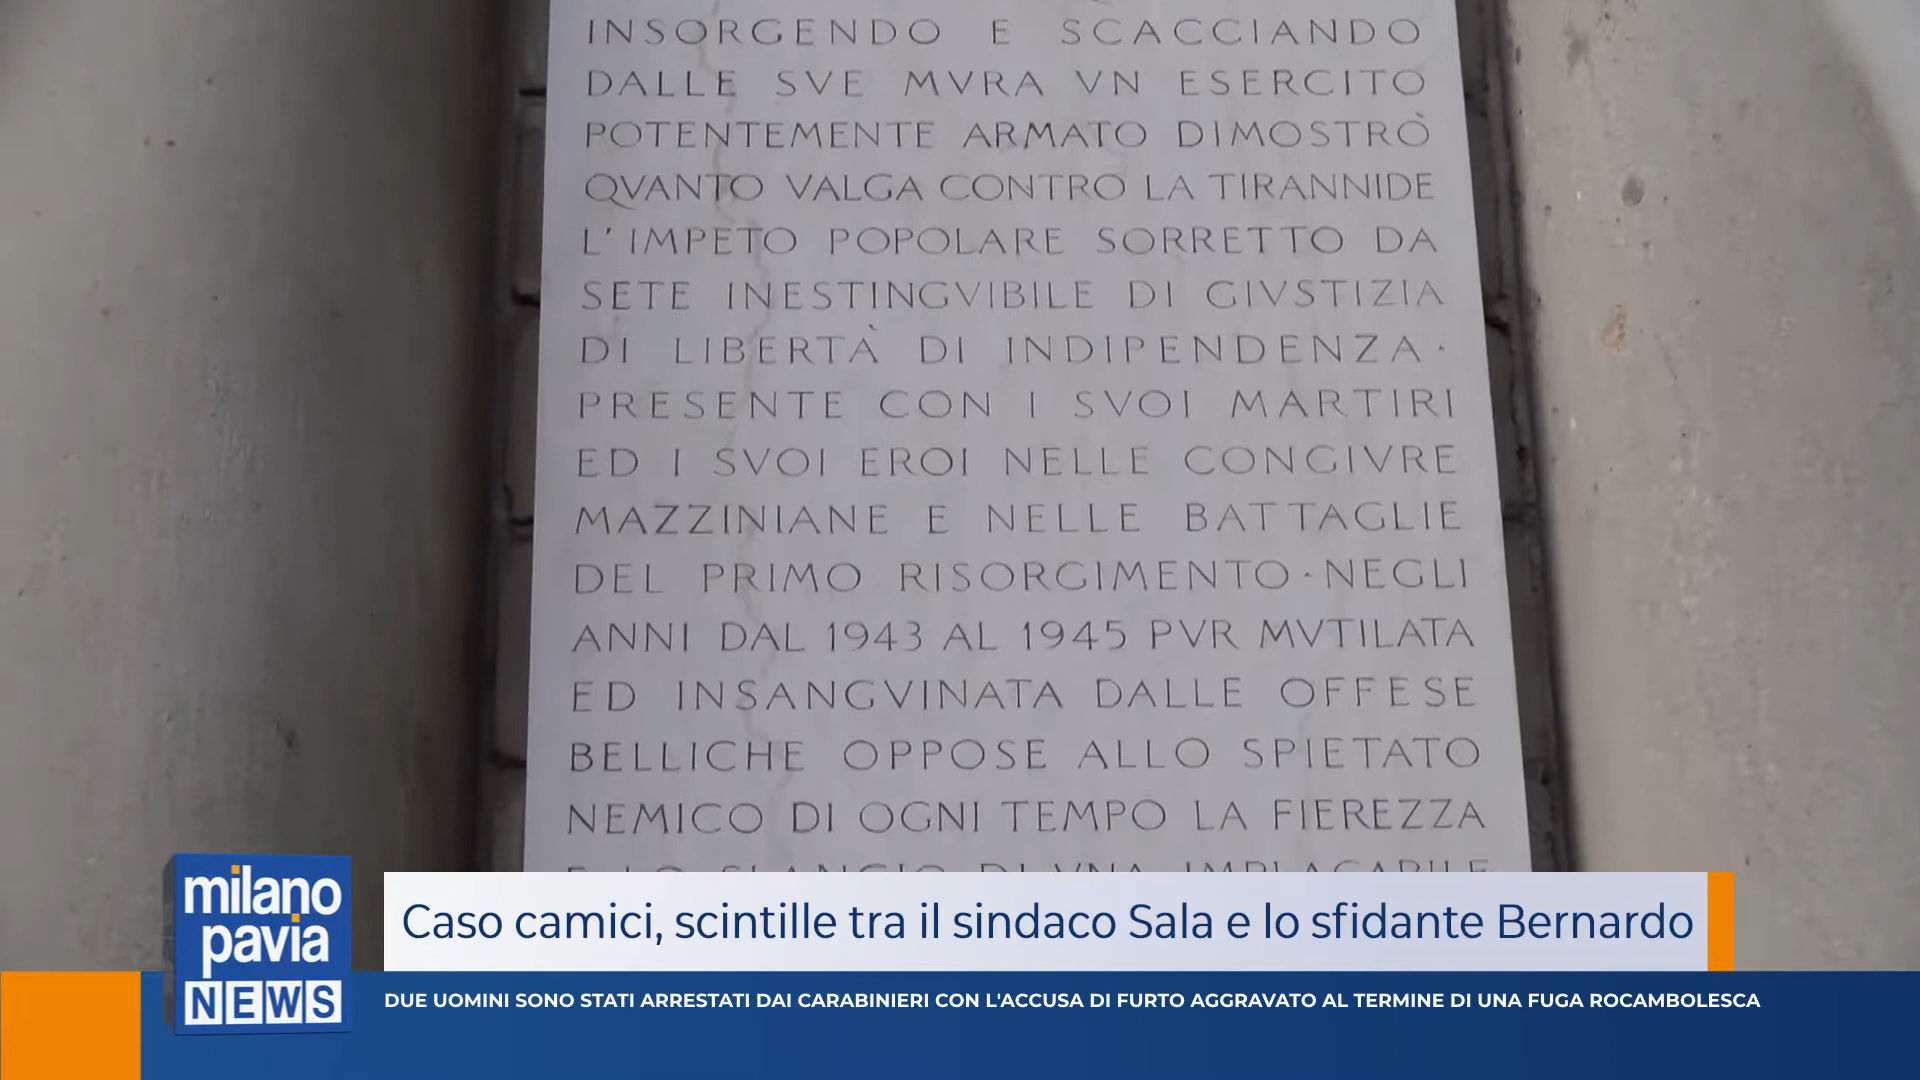 INSORGENDO E SCACCIANDO
DALLE SVE MVRA VN ESERCITO
POTENTEMENTE ARMATO DIMOSTRÒ
QVANTO VALGA CONTRO LA TIRANNIDE
L'IMPETO POPOLARE SORRETTO DA
SETE INESTINGVIBILE DI GIVSTIZIA
DI LIBERTÀ DI INDIPENDENZA ·
PRESENTE CON I SVOI MARTIRI
ED I SVOI EROI NELLE CONGIVRE
MAZZINIANE E NELLE BATTAGLIE
DEL PRIMO RISORGIMENTO · NEGLI
ANNI DAL 1943 AL 1945 PVR MVTILATA
ED INSANGVINATA DALLE OFFESE
BELLICHE OPPOSE ALLO SPIETATO
NEMICO DI OGNI TEMPO LA FIEREZZA
E LO SLANCIO DI VNA IMPLACABILE
milano
pavia
NEWS
Caso camici, scintille tra il sindaco Sala e lo sfidante Bernardo
DUE UOMINI SONO STATI ARRESTATI DAI CARABINIERI CON L'ACCUSA DI FURTO AGGRAVATO AL TERMINE DI UNA FUGA ROCAMBOLESCA